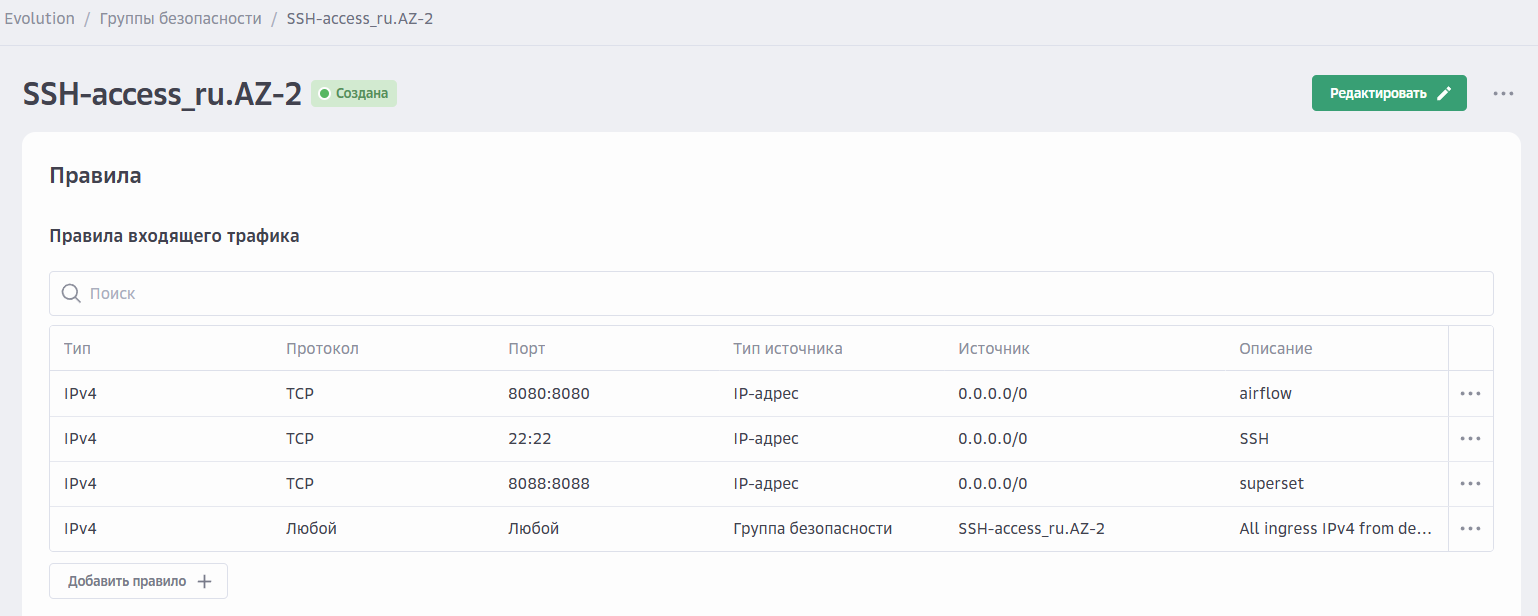 Evolution / Группы безопасности / SSH-access_ru.AZ-2
SSH-access_ru.AZ-2 Создана Редактировать
Правила
Правила входящего трафика
Поиск
Тип Протокол Порт Тип источника Источник Описание
IPv4 TCP 8080:8080 IP-адрес 0.0.0.0/0 airflow
IPv4 TCP 22:22 IP-адрес 0.0.0.0/0 SSH
IPv4 TCP 8088:8088 IP-адрес 0.0.0.0/0 superset
IPv4 Любой Любой Группа безопасности SSH-access_ru.AZ-2 All ingress IPv4 from de...
Добавить правило